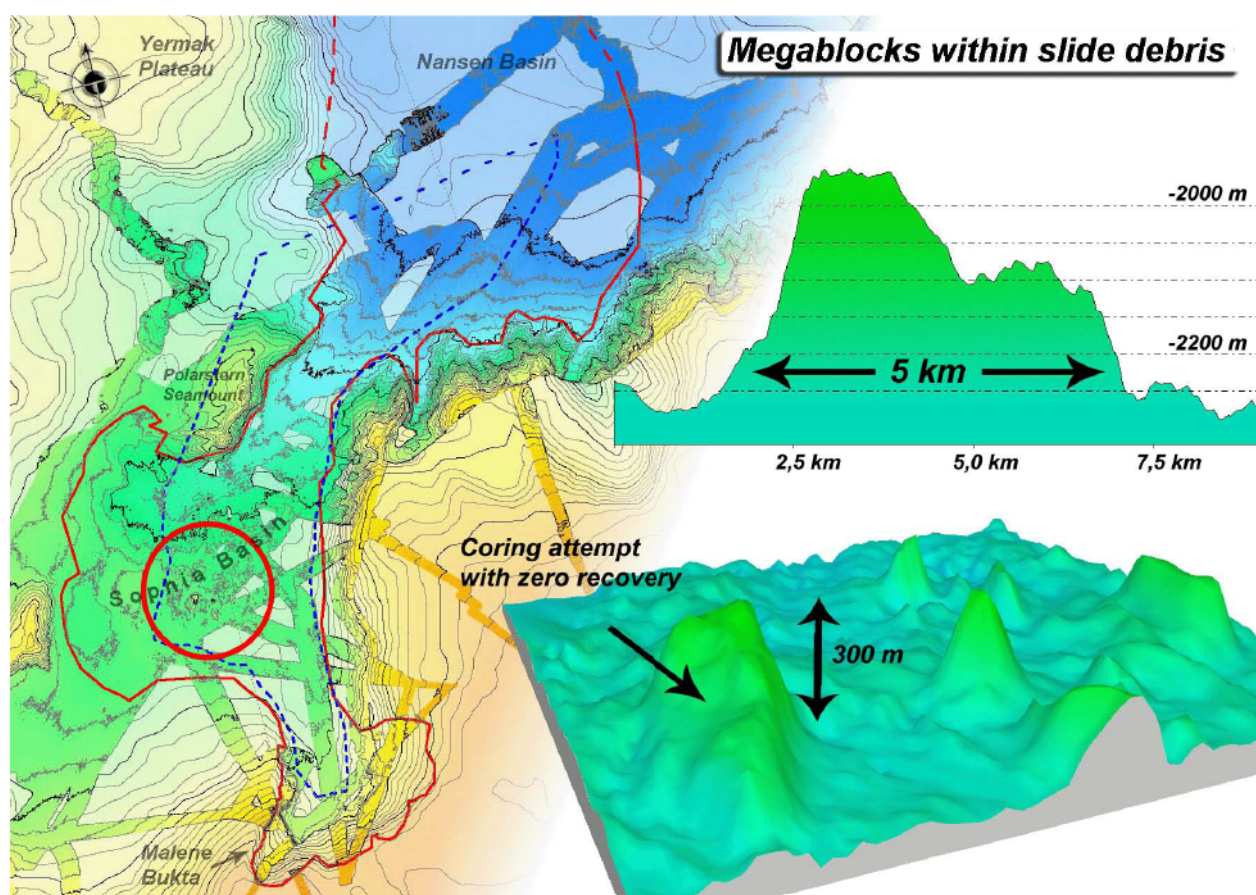 Yermak
Plateau
Nansen Basin
Megablocks within slide debris
-2000 m
Polarstern
Seamount
-2200 m
5 km
2,5 km
5,0 km
7,5 km
Sophia Basin
Coring attempt
with zero recovery
300 m
Malene
Bukta